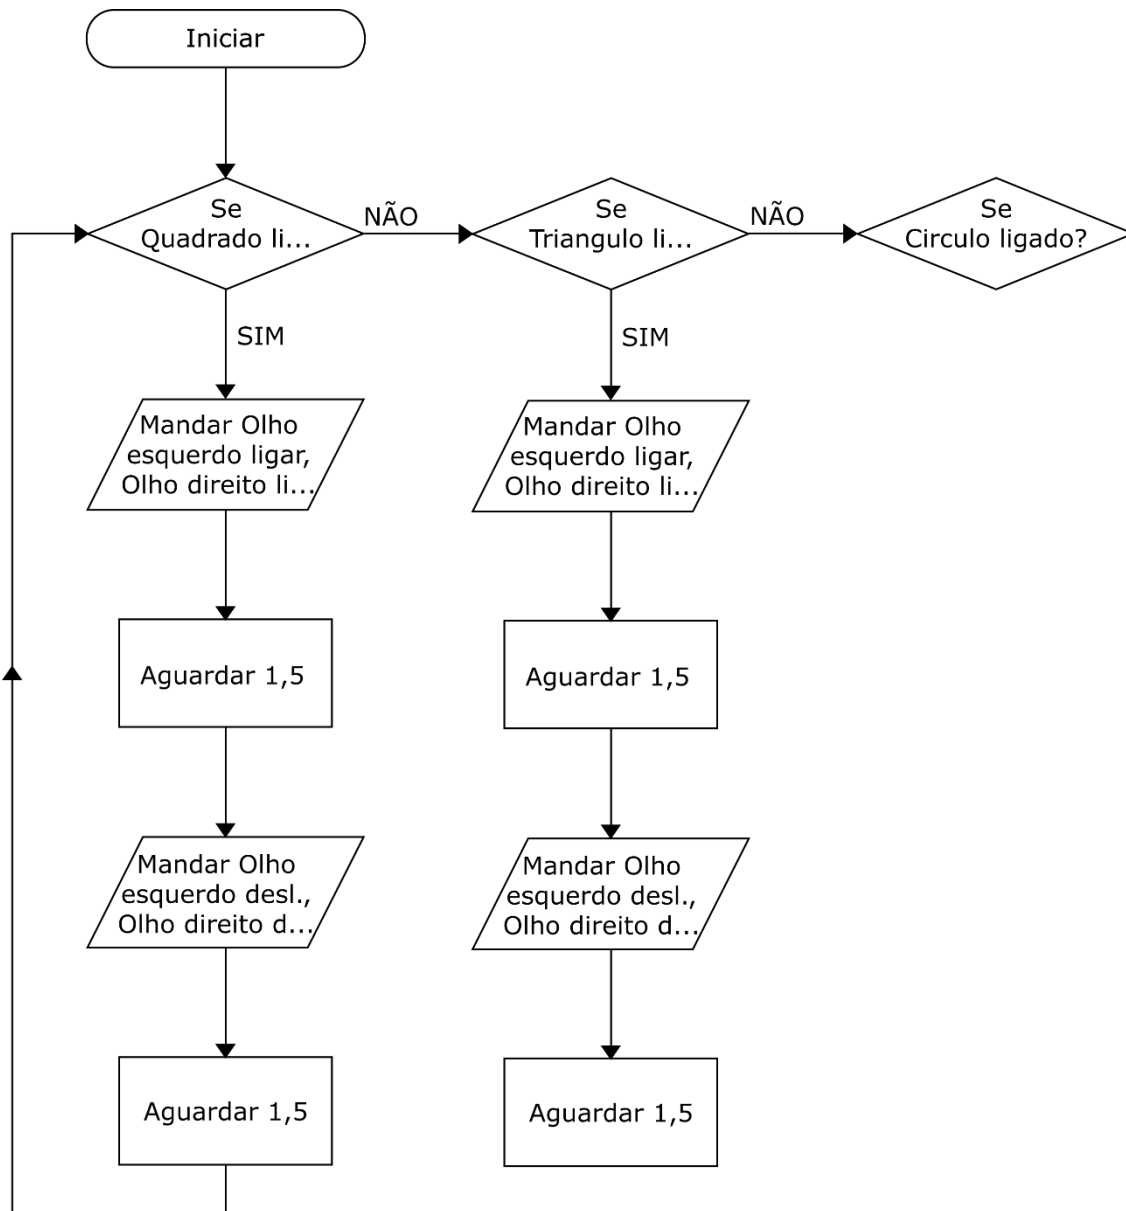 Iniciar
Se
Quadrado li...
NÃO
Se
Triangulo li...
NÃO
Se
Circulo ligado?
SIM
SIM
Mandar Olho
esquerdo ligar,
Olho direito li...
Mandar Olho
esquerdo ligar,
Olho direito li...
Aguardar 1,5
Aguardar 1,5
Mandar Olho
esquerdo desl.,
Olho direito d...
Mandar Olho
esquerdo desl.,
Olho direito d...
Aguardar 1,5
Aguardar 1,5